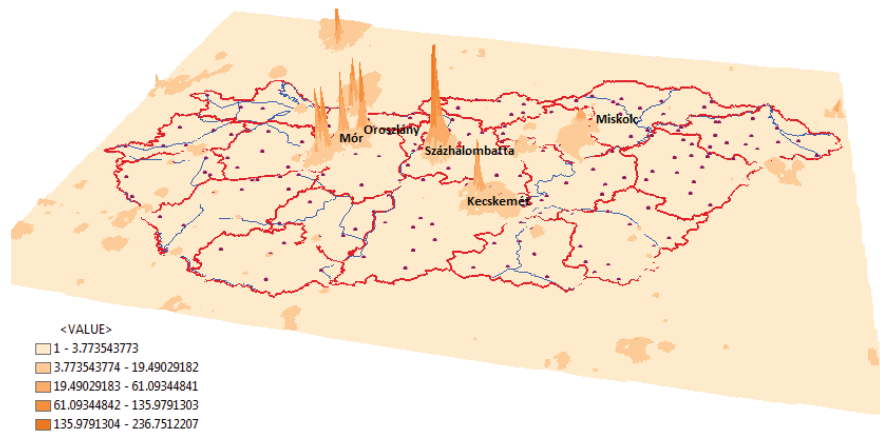 Miskolc
Oroszlány
Mór
Százhalombatta
Kecskemét
<VALUE>
1 - 3.773543773
3.773543774 - 19.49029182
19.49029183 - 61.09344841
61.09344842 - 135.9791303
135.9791304 - 236.7512207